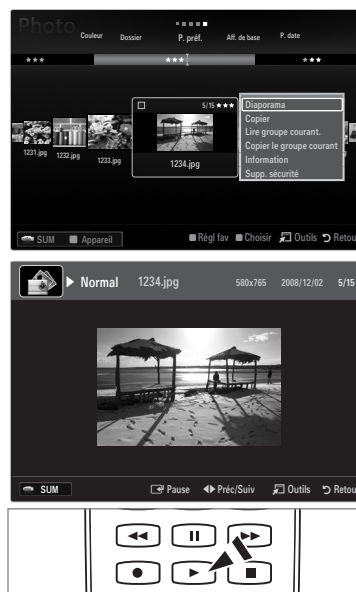 Photo
Couleur Dossier P. préf. Aff. de base P. date
★★★ ★★★ ★★★
5/15 ★★★
1231.jpg 1232.jpg 1233.jpg 1234.jpg
Diaporama
Copier
Lire groupe courant.
Copier le groupe courant
Information
Supp. sécurité
SUM Appareil Régl fav Choisir Outils Retou
Normal 1234.jpg 580x765 2008/12/02 5/15
SUM Pause Préc/Suiv Outils Retou